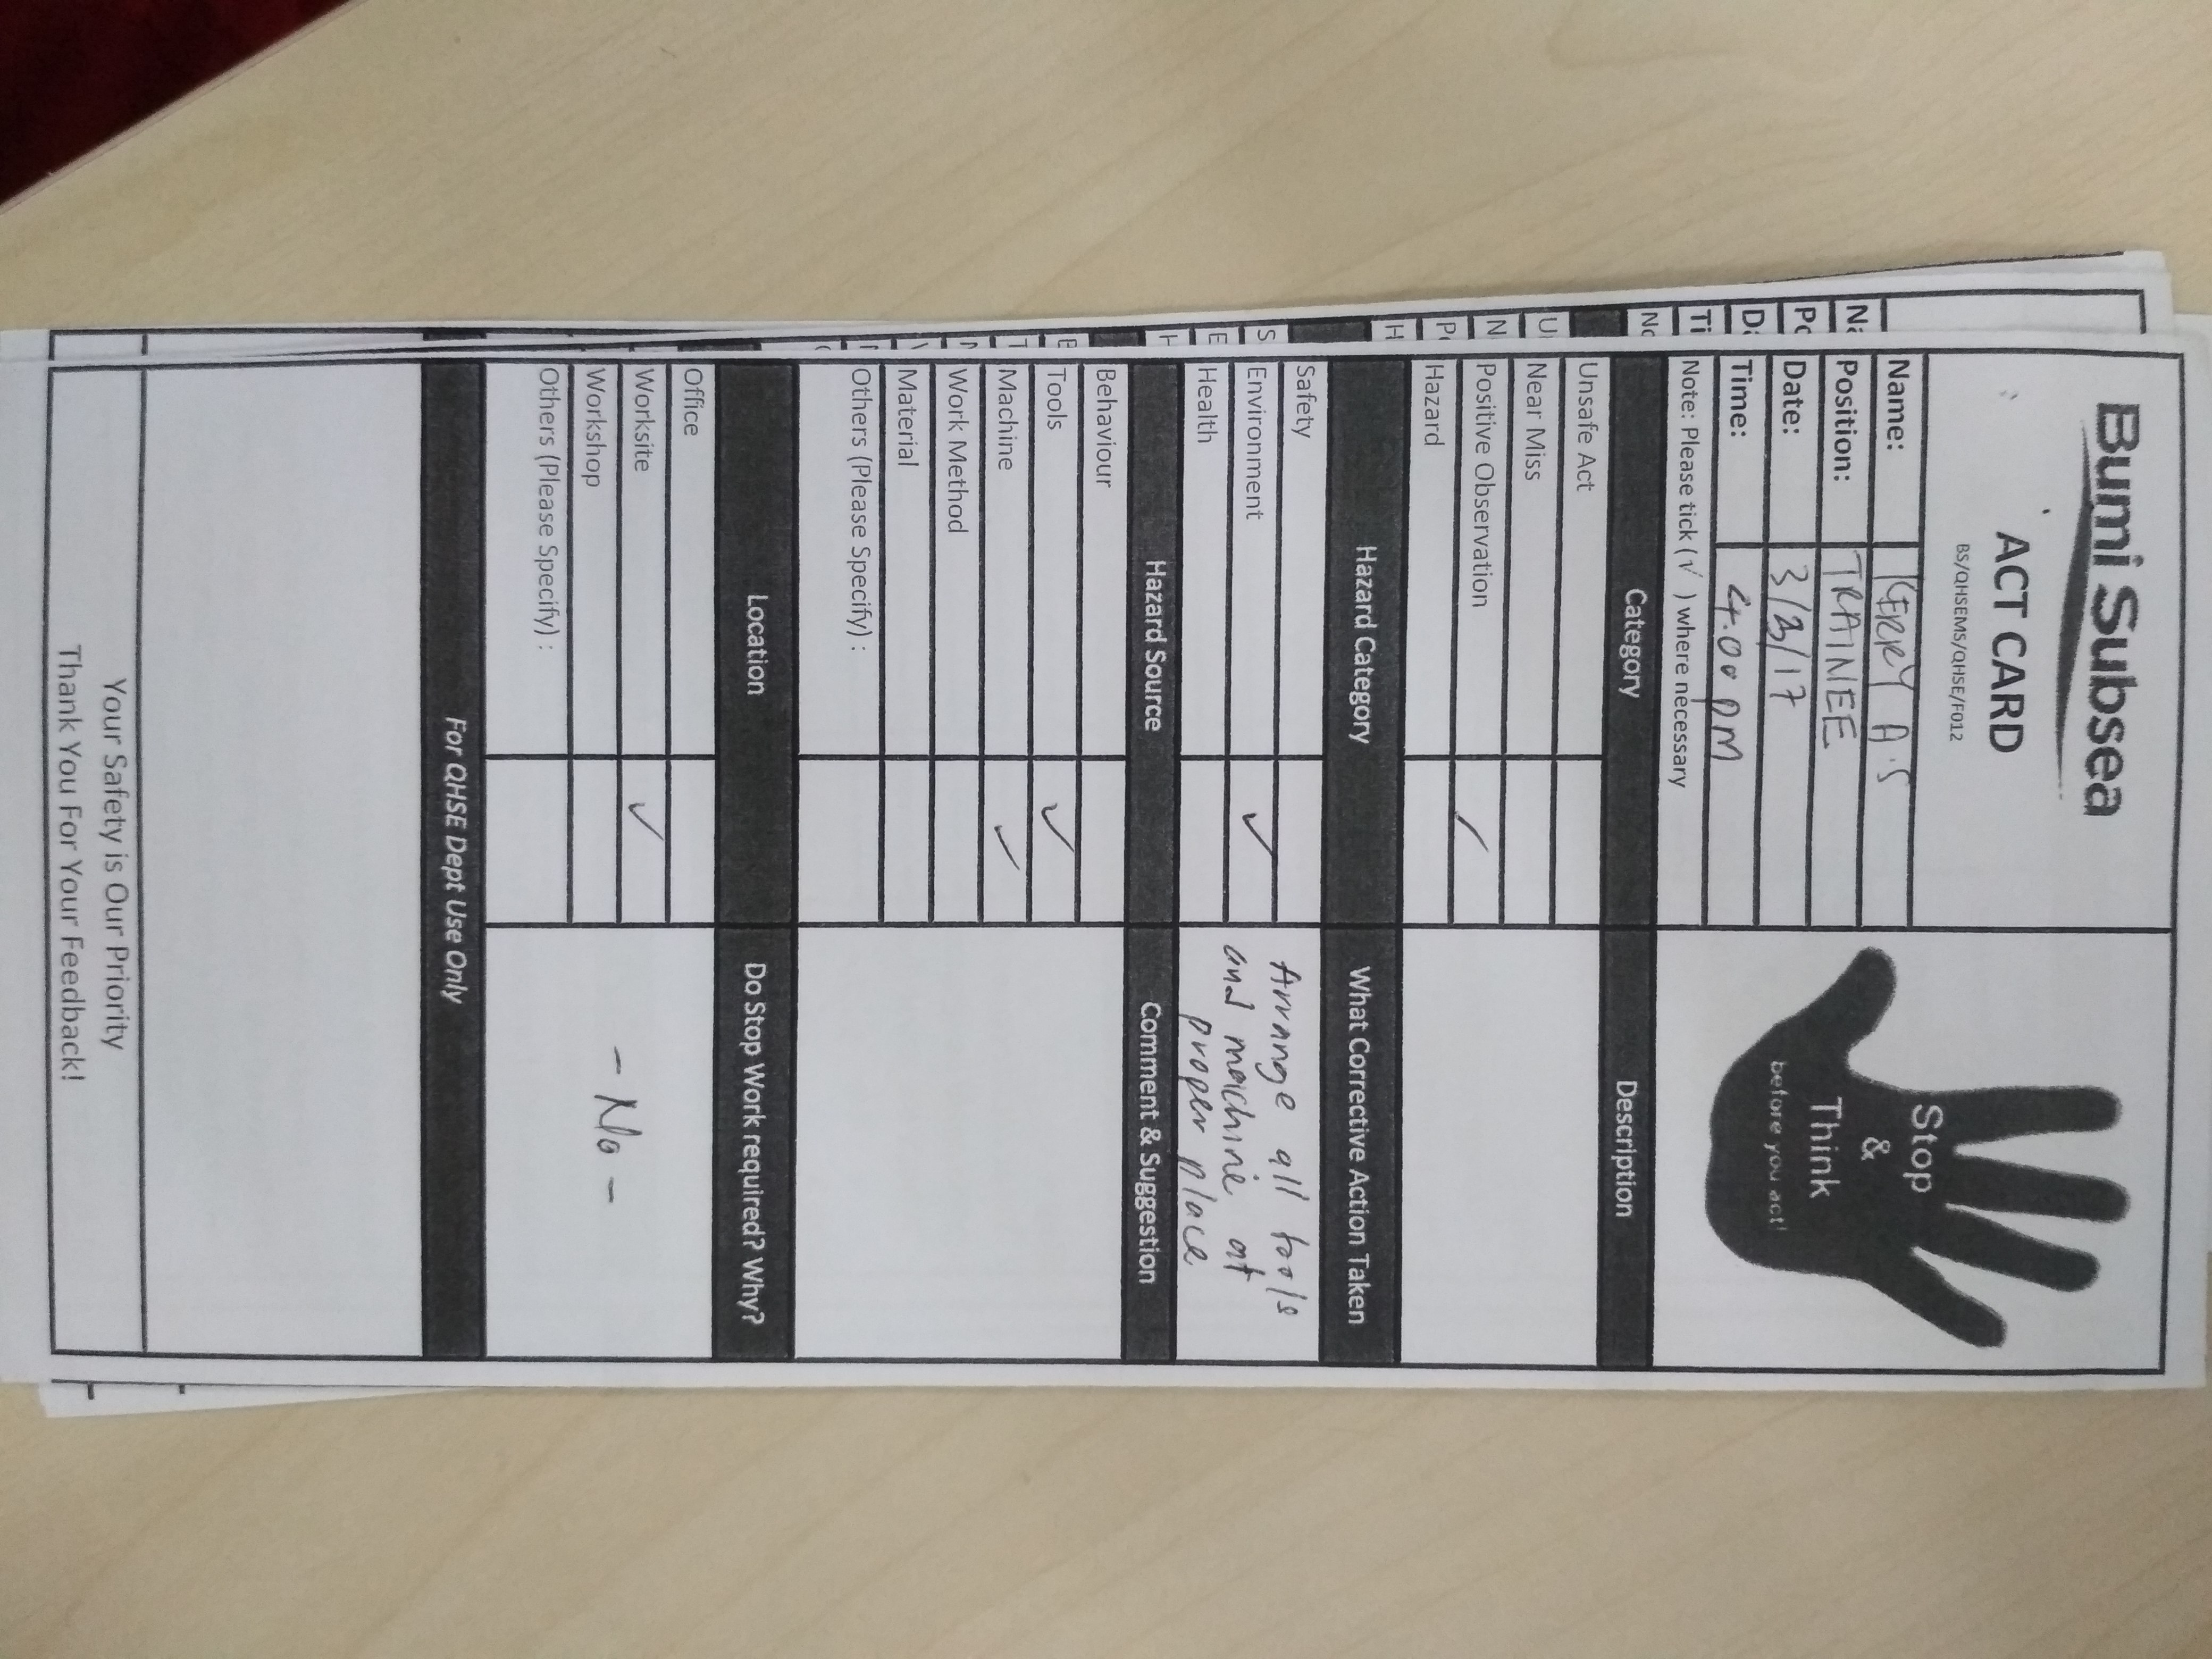 Bumi Subsea
ACT CARD
BS/QHSEMS/QHSE/F012
Stop
&
Think
before you act!
Name: KERRY A.S
Position: TRAINEE
Date: 3/3/17
Time: 4.00 pm
Note: Please tick (√ ) where necessary
Category Description
Unsafe Act
Near Miss
Positive Observation ✓
Hazard
Hazard Category What Corrective Action Taken
Safety
Environment ✓
Health
Arrange all tools
and machine at
proper place
Hazard Source Comment & Suggestion
Behaviour
Tools ✓
Machine ✓
Work Method
Material
Others (Please Specify) :
Location Do Stop Work required? Why?
Office
Worksite ✓
Workshop
Others (Please Specify) :
- No -
For QHSE Dept Use Only
Your Safety is Our Priority
Thank You For Your Feedback!